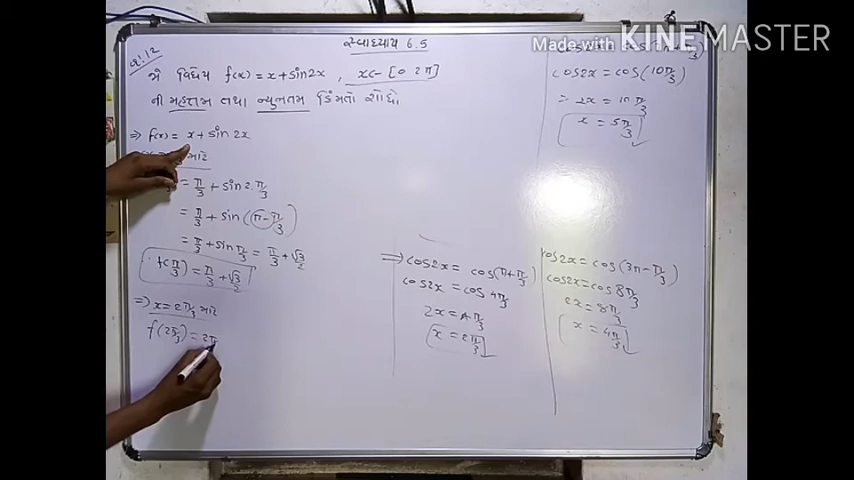 Made with KINEMASTER
સ્વાધ્યાય 6.5
પ્ર.12
જો વિધેય f(x) = x + sin2x , x ∈ [0 2π]
ની મહત્તમ તથા ન્યુનતમ કિંમતો શોધો
⇒ f(x) = x + sin 2x
માટે
= π/3 + sin 2·π/3
= π/3 + sin (π - π/3)
= π/3 + sin π/3 = π/3 + √3/2
f(π/3) = π/3 + √3/2
⇒ x = 2π/3 માટે
f(2π/3) = 2π
⇒ cos2x = cos(π + π/3)
cos2x = cos 4π/3
2x = 4π/3
x = 2π/3
cos2x = cos(3π - π/3)
cos2x = cos 8π/3
2x = 8π/3
x = 4π/3
cos2x = cos(10π/3)
⇒ 2x = 10π/3
x = 5π/3